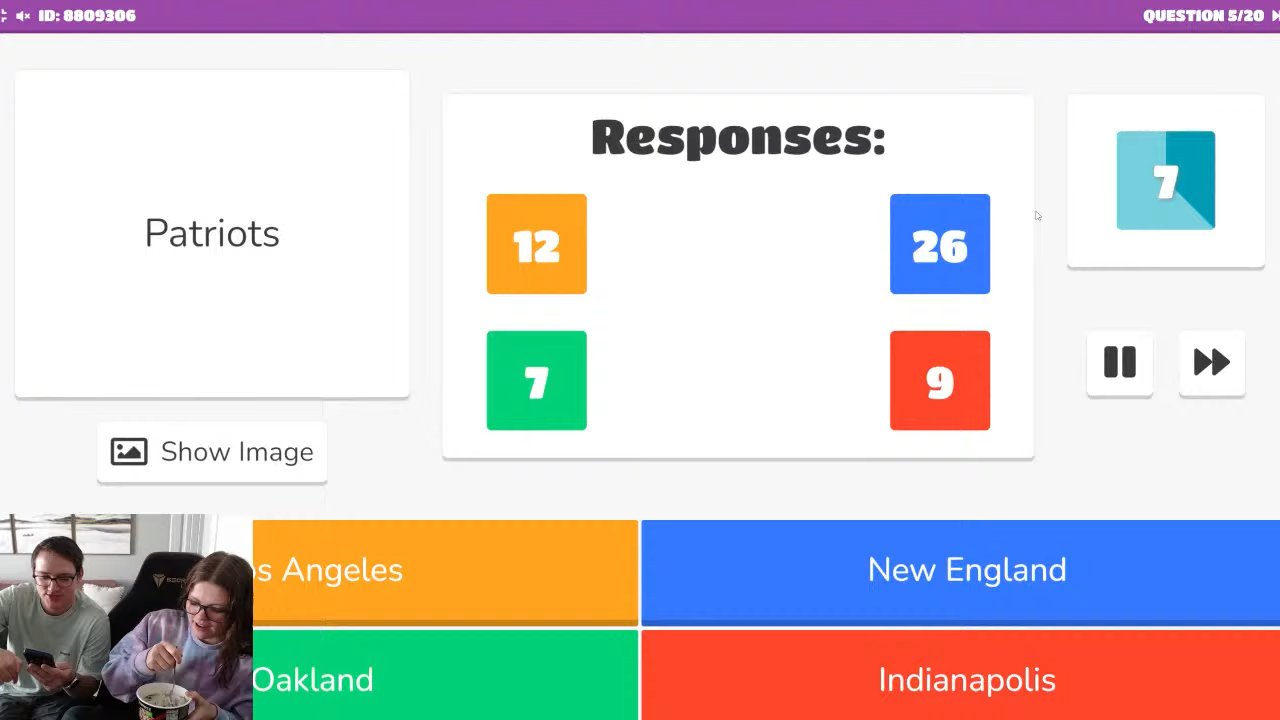 ID: 8809306
QUESTION 5/20
Patriots
Responses:
12
26
7
7
9
Show Image
os Angeles
New England
Oakland
Indianapolis